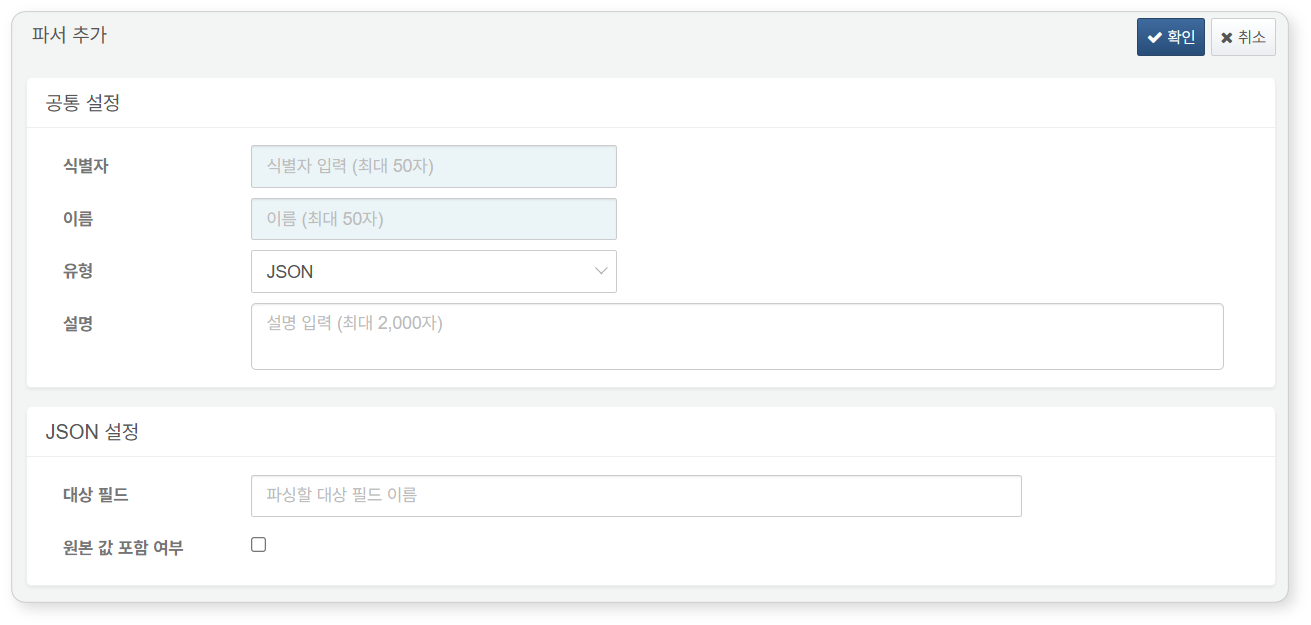 파서 추가
확인
취소
공통 설정
식별자
식별자 입력 (최대 50자)
이름
이름 (최대 50자)
유형
JSON
설명
설명 입력 (최대 2,000자)
JSON 설정
대상 필드
파싱할 대상 필드 이름
원본 값 포함 여부